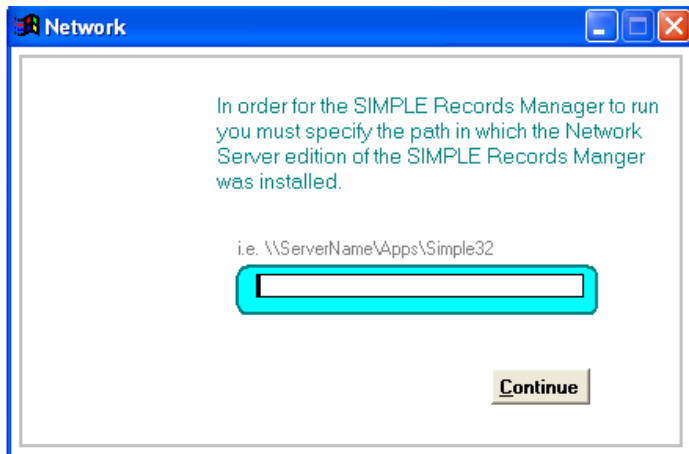 Network
In order for the SIMPLE Records Manager to run
you must specify the path in which the Network
Server edition of the SIMPLE Records Manger
was installed.
i.e. \\ServerName\Apps\Simple32
Continue